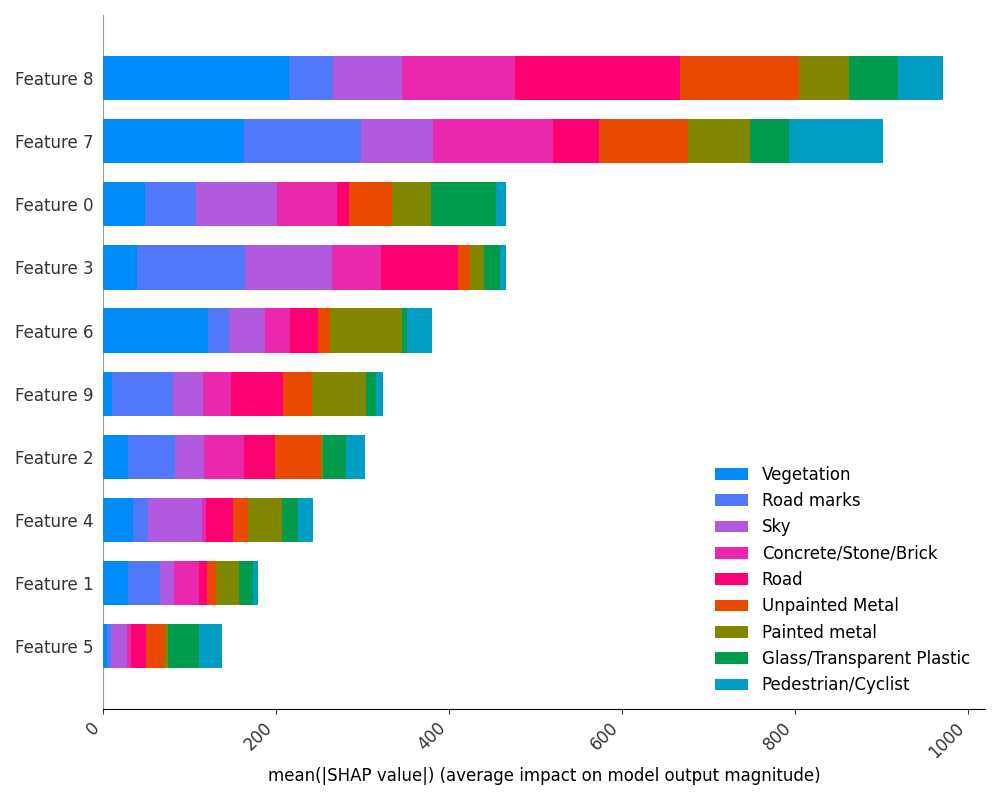 Feature 8
Feature 7
Feature 0
Feature 3
Feature 6
Feature 9
Feature 2
Feature 4
Feature 1
Feature 5
Vegetation
Road marks
Sky
Concrete/Stone/Brick
Road
Unpainted Metal
Painted metal
Glass/Transparent Plastic
Pedestrian/Cyclist
0 200 400 600 800 1000
mean(|SHAP value|) (average impact on model output magnitude)